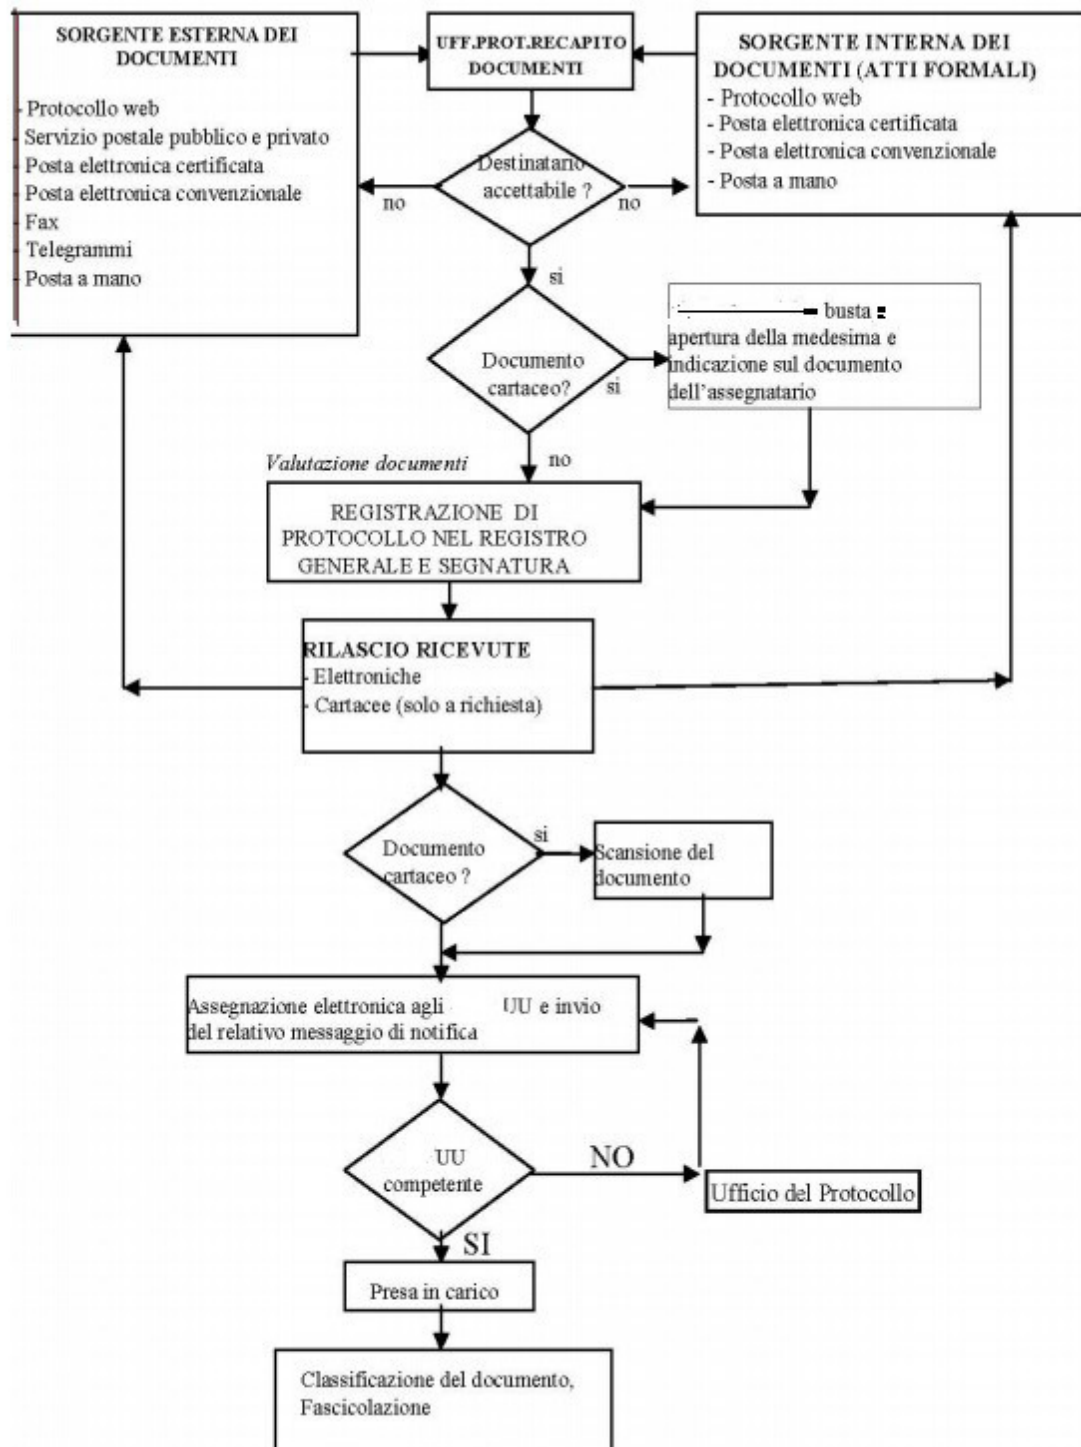 SORGENTE ESTERNA DEI
DOCUMENTI
- Protocollo web
- Servizio postale pubblico e privato
- Posta elettronica certificata
- Posta elettronica convenzionale
- Fax
- Telegrammi
- Posta a mano
UFF.PROT.RECAPITO
DOCUMENTI
SORGENTE INTERNA DEI
DOCUMENTI (ATTI FORMALI)
- Protocollo web
- Posta elettronica certificata
- Posta elettronica convenzionale
- Posta a mano
Destinatario
accettabile ?
no
no
si
Documento
cartaceo?
si
busta
apertura della medesima e
indicazione sul documento
dell'assegnatario
no
Valutazione documenti
REGISTRAZIONE DI
PROTOCOLLO NEL REGISTRO
GENERALE E SEGNATURA
RILASCIO RICEVUTE
- Elettroniche
- Cartacee (solo a richiesta)
Documento
cartaceo ?
si
Scansione del
documento
Assegnazione elettronica agli UU e invio
del relativo messaggio di notifica
UU
competente
NO
Ufficio del Protocollo
SI
Presa in carico
Classificazione del documento,
Fascicolazione